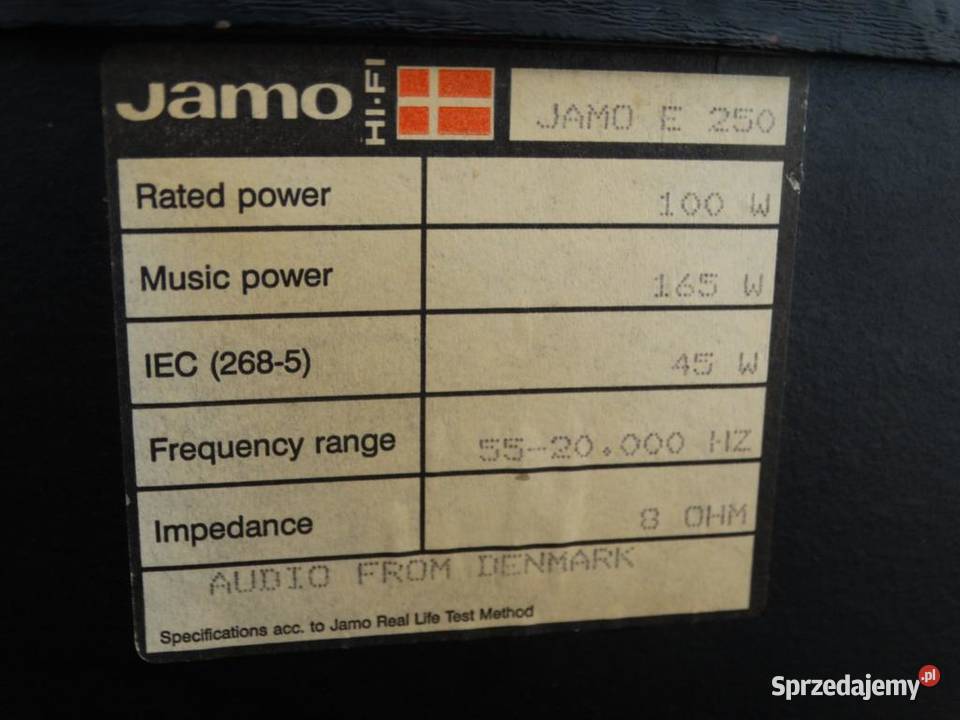 Jamo HI-FI JAMO E 250
Rated power 100 W
Music power 165 W
IEC (268-5) 45 W
Frequency range 55-20.000 HZ
Impedance 8 OHM
AUDIO FROM DENMARK
Specifications acc. to Jamo Real Life Test Method
Sprzedajemy.pl